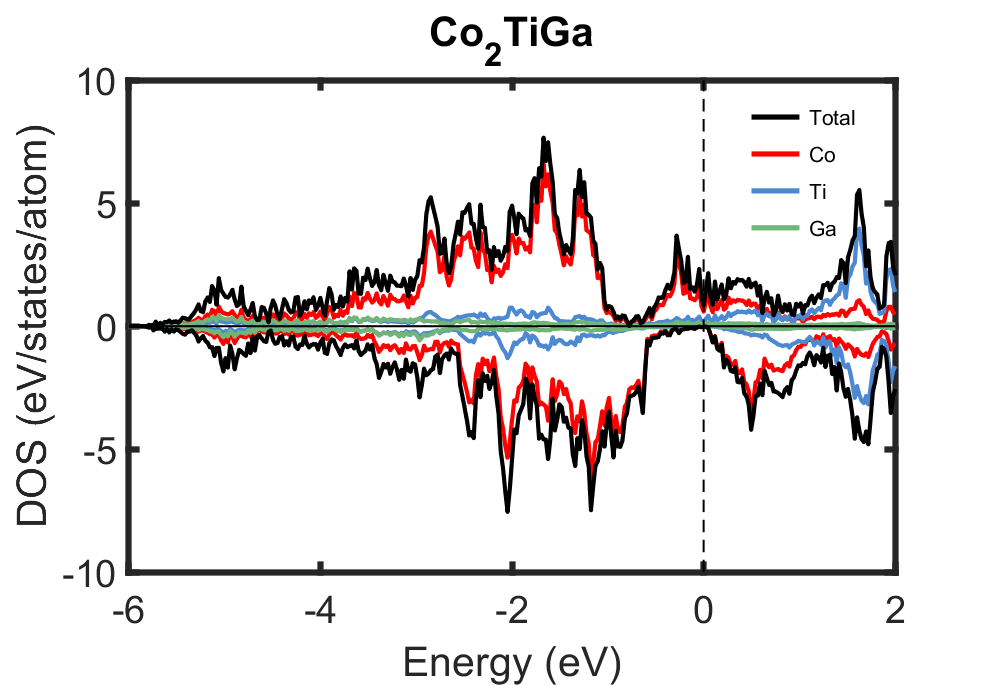 Co₂TiGa
10
5
0
-5
-10
DOS (eV/states/atom)
Total
Co
Ti
Ga
-6
-4
-2
0
2
Energy (eV)